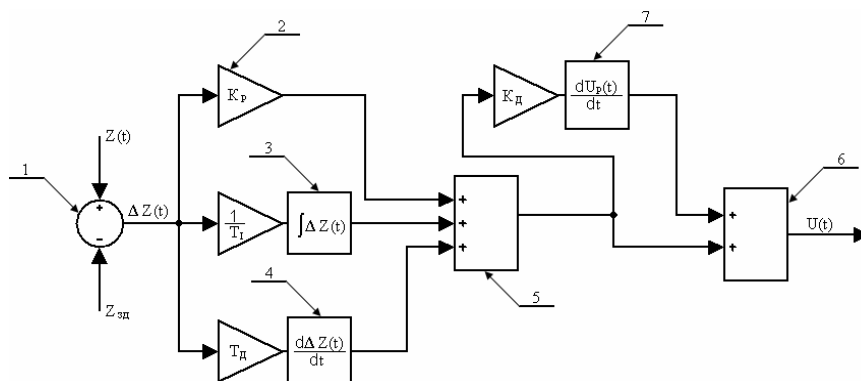 7
2
dU_P(t)
dt
K_P
K_Д
Z(t)
3
6
1
+
ΔZ(t)
1
T_I
∫ΔZ(t)
+
+
+
+
+
U(t)
-
4
5
Z_зд
T_Д
dΔZ(t)
dt